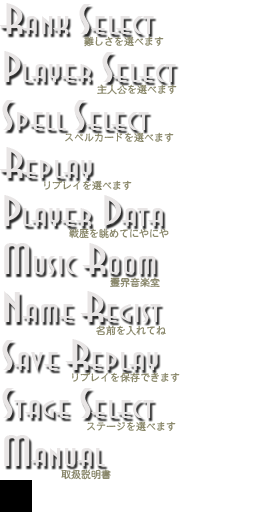 Rank Select
難しさを選べます
Player Select
主人公を選べます
Spell Select
スペルカードを選べます
Replay
リプレイを選べます
Player Data
戦歴を眺めてにやにや
Music Room
靈界音楽堂
Name Regist
名前を入れてね
Save Replay
リプレイを保存できます
Stage Select
ステージを選べます
Manual
取扱説明書